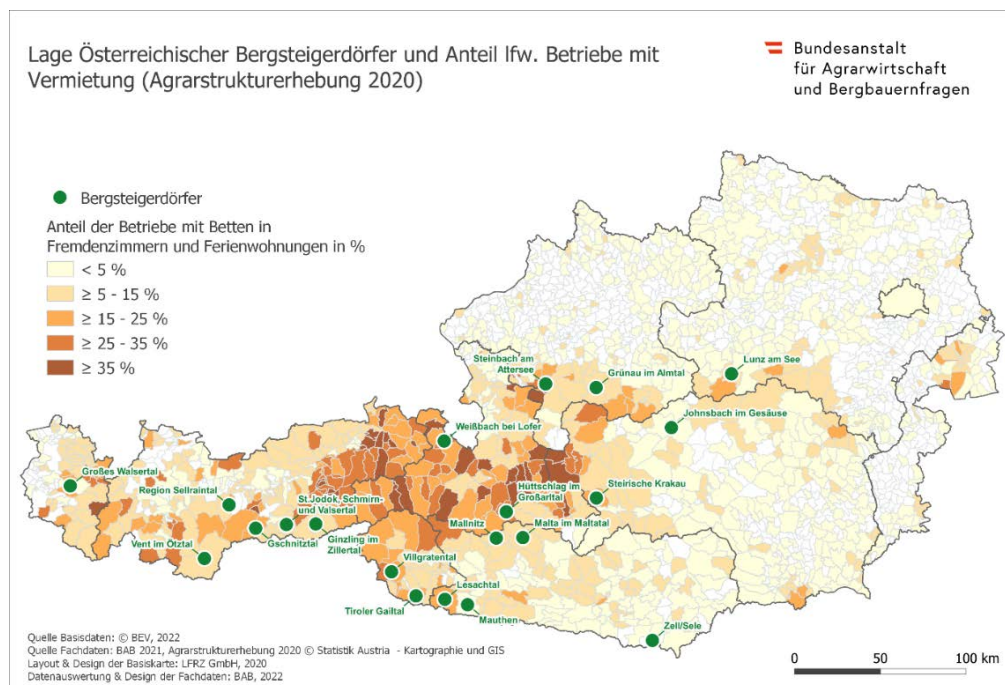 Lage Österreichischer Bergsteigerdörfer und Anteil lfw. Betriebe mit
Vermietung (Agrarstrukturerhebung 2020)
Bundesanstalt
für Agrarwirtschaft
und Bergbauernfragen
Bergsteigerdörfer
Anteil der Betriebe mit Betten in
Fremdenzimmern und Ferienwohnungen in %
< 5 %
≥ 5 - 15 %
≥ 15 - 25 %
≥ 25 - 35 %
≥ 35 %
Steinbach am
Attersee
Grünau im Almtal
Lunz am See
Johnsbach im Gesäuse
Weißbach bei Lofer
Großes Walsertal
Region Sellraintal
St.Jodok, Schmirn-
und Valsertal
Hüttschlag im
Großarltal
Steirische Krakau
Mallnitz
Malta im Maltatal
Gschnitztal
Ginzling im
Zillertal
Vent im Ötztal
Villgratental
Lesachtal
Tiroler Gailtal
Mauthen
Zell/Sele
Quelle Basisdaten: © BEV, 2022
Quelle Fachdaten: BAB 2021, Agrarstrukturerhebung 2020 © Statistik Austria - Kartographie und GIS
Layout & Design der Basiskarte: LFRZ GmbH, 2020
Datenauswertung & Design der Fachdaten: BAB, 2022
0 50 100 km